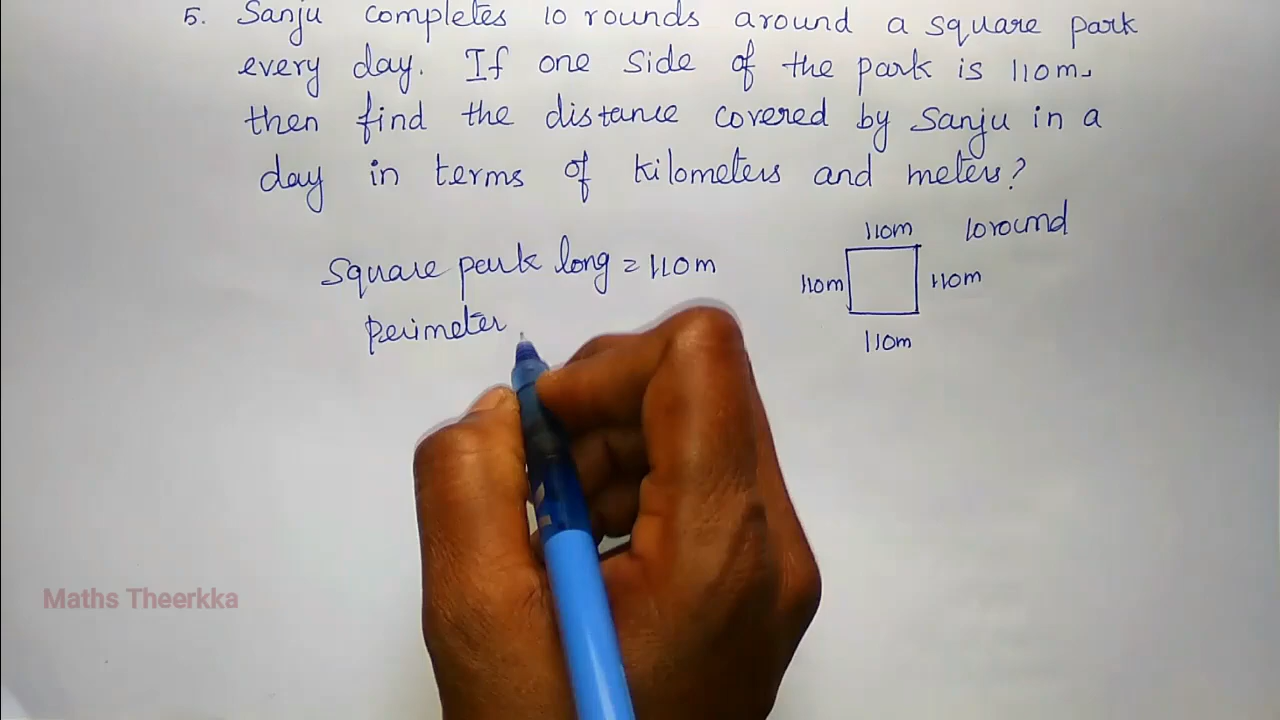 5. Sanju completes 10 rounds around a square park
every day. If one side of the park is 110m.
then find the distance covered by Sanju in a
day in terms of kilometers and meters?
110m 10 round
Square park long = 110m
110m 110m
Perimeter
110m
Maths Theerkka